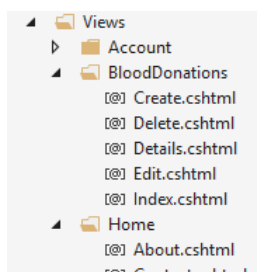 Views
Account
BloodDonations
[@] Create.cshtml
[@] Delete.cshtml
[@] Details.cshtml
[@] Edit.cshtml
[@] Index.cshtml
Home
[@] About.cshtml